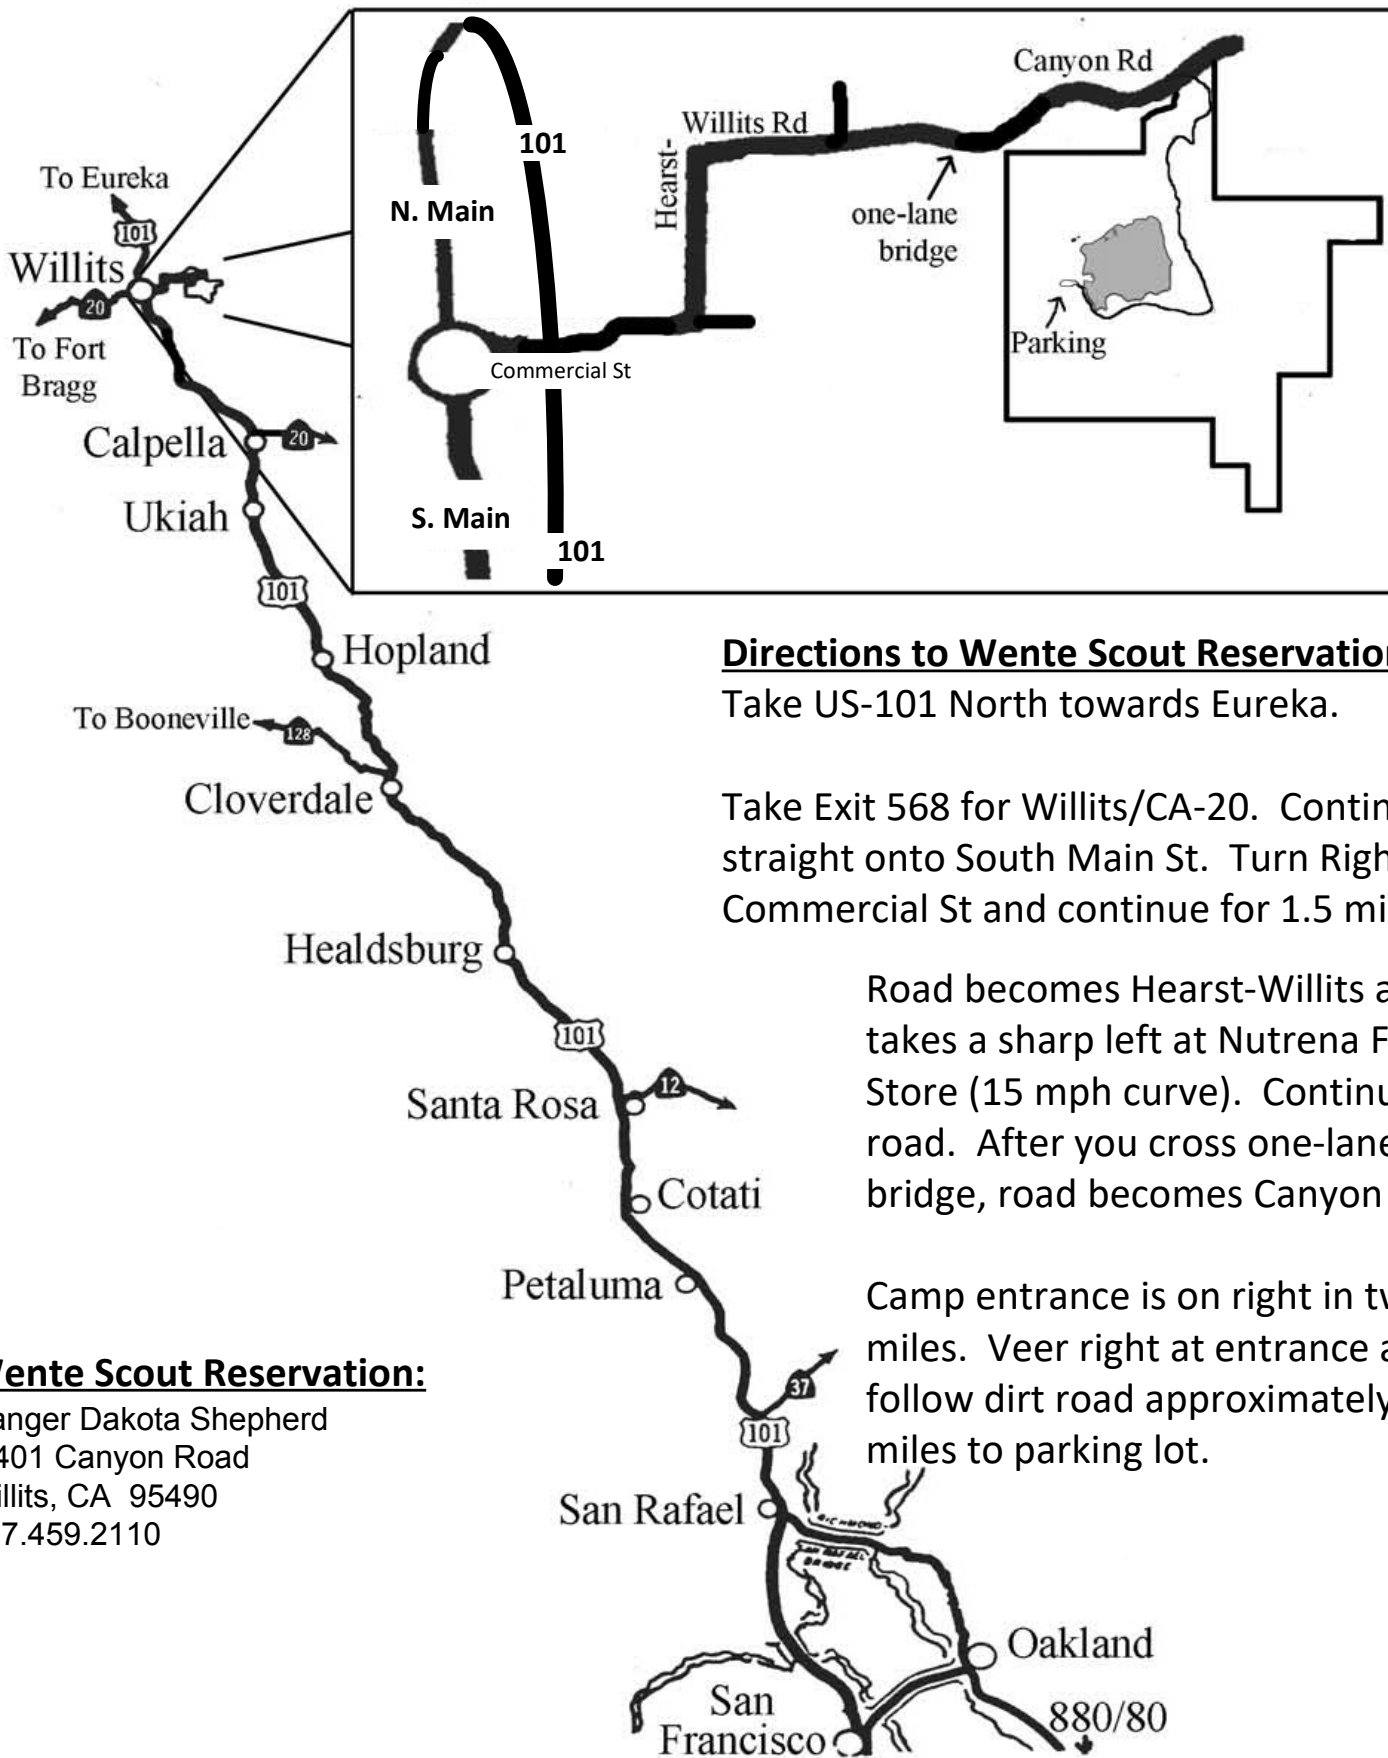 Canyon Rd
Willits Rd
Hearst-
101
N. Main
one-lane
bridge
Parking
Commercial St
S. Main
101
To Eureka
101
Willits
20
To Fort
Bragg
Calpella
20
Ukiah
101
Hopland
To Booneville
128
Cloverdale
Healdsburg
101
Santa Rosa
12
Cotati
Petaluma
37
101
San Rafael
RICHMOND-
SAN RAFAEL
BRIDGE
Oakland
San
Francisco
880/80
Directions to Wente Scout Reservation
Take US-101 North towards Eureka.
Take Exit 568 for Willits/CA-20.  Contin
straight onto South Main St.  Turn Righ
Commercial St and continue for 1.5 mi
Road becomes Hearst-Willits a
takes a sharp left at Nutrena F
Store (15 mph curve).  Continu
road.  After you cross one-lane
bridge, road becomes Canyon
Camp entrance is on right in tw
miles.  Veer right at entrance a
follow dirt road approximately
miles to parking lot.
Wente Scout Reservation:
anger Dakota Shepherd
401 Canyon Road
illits, CA  95490
7.459.2110